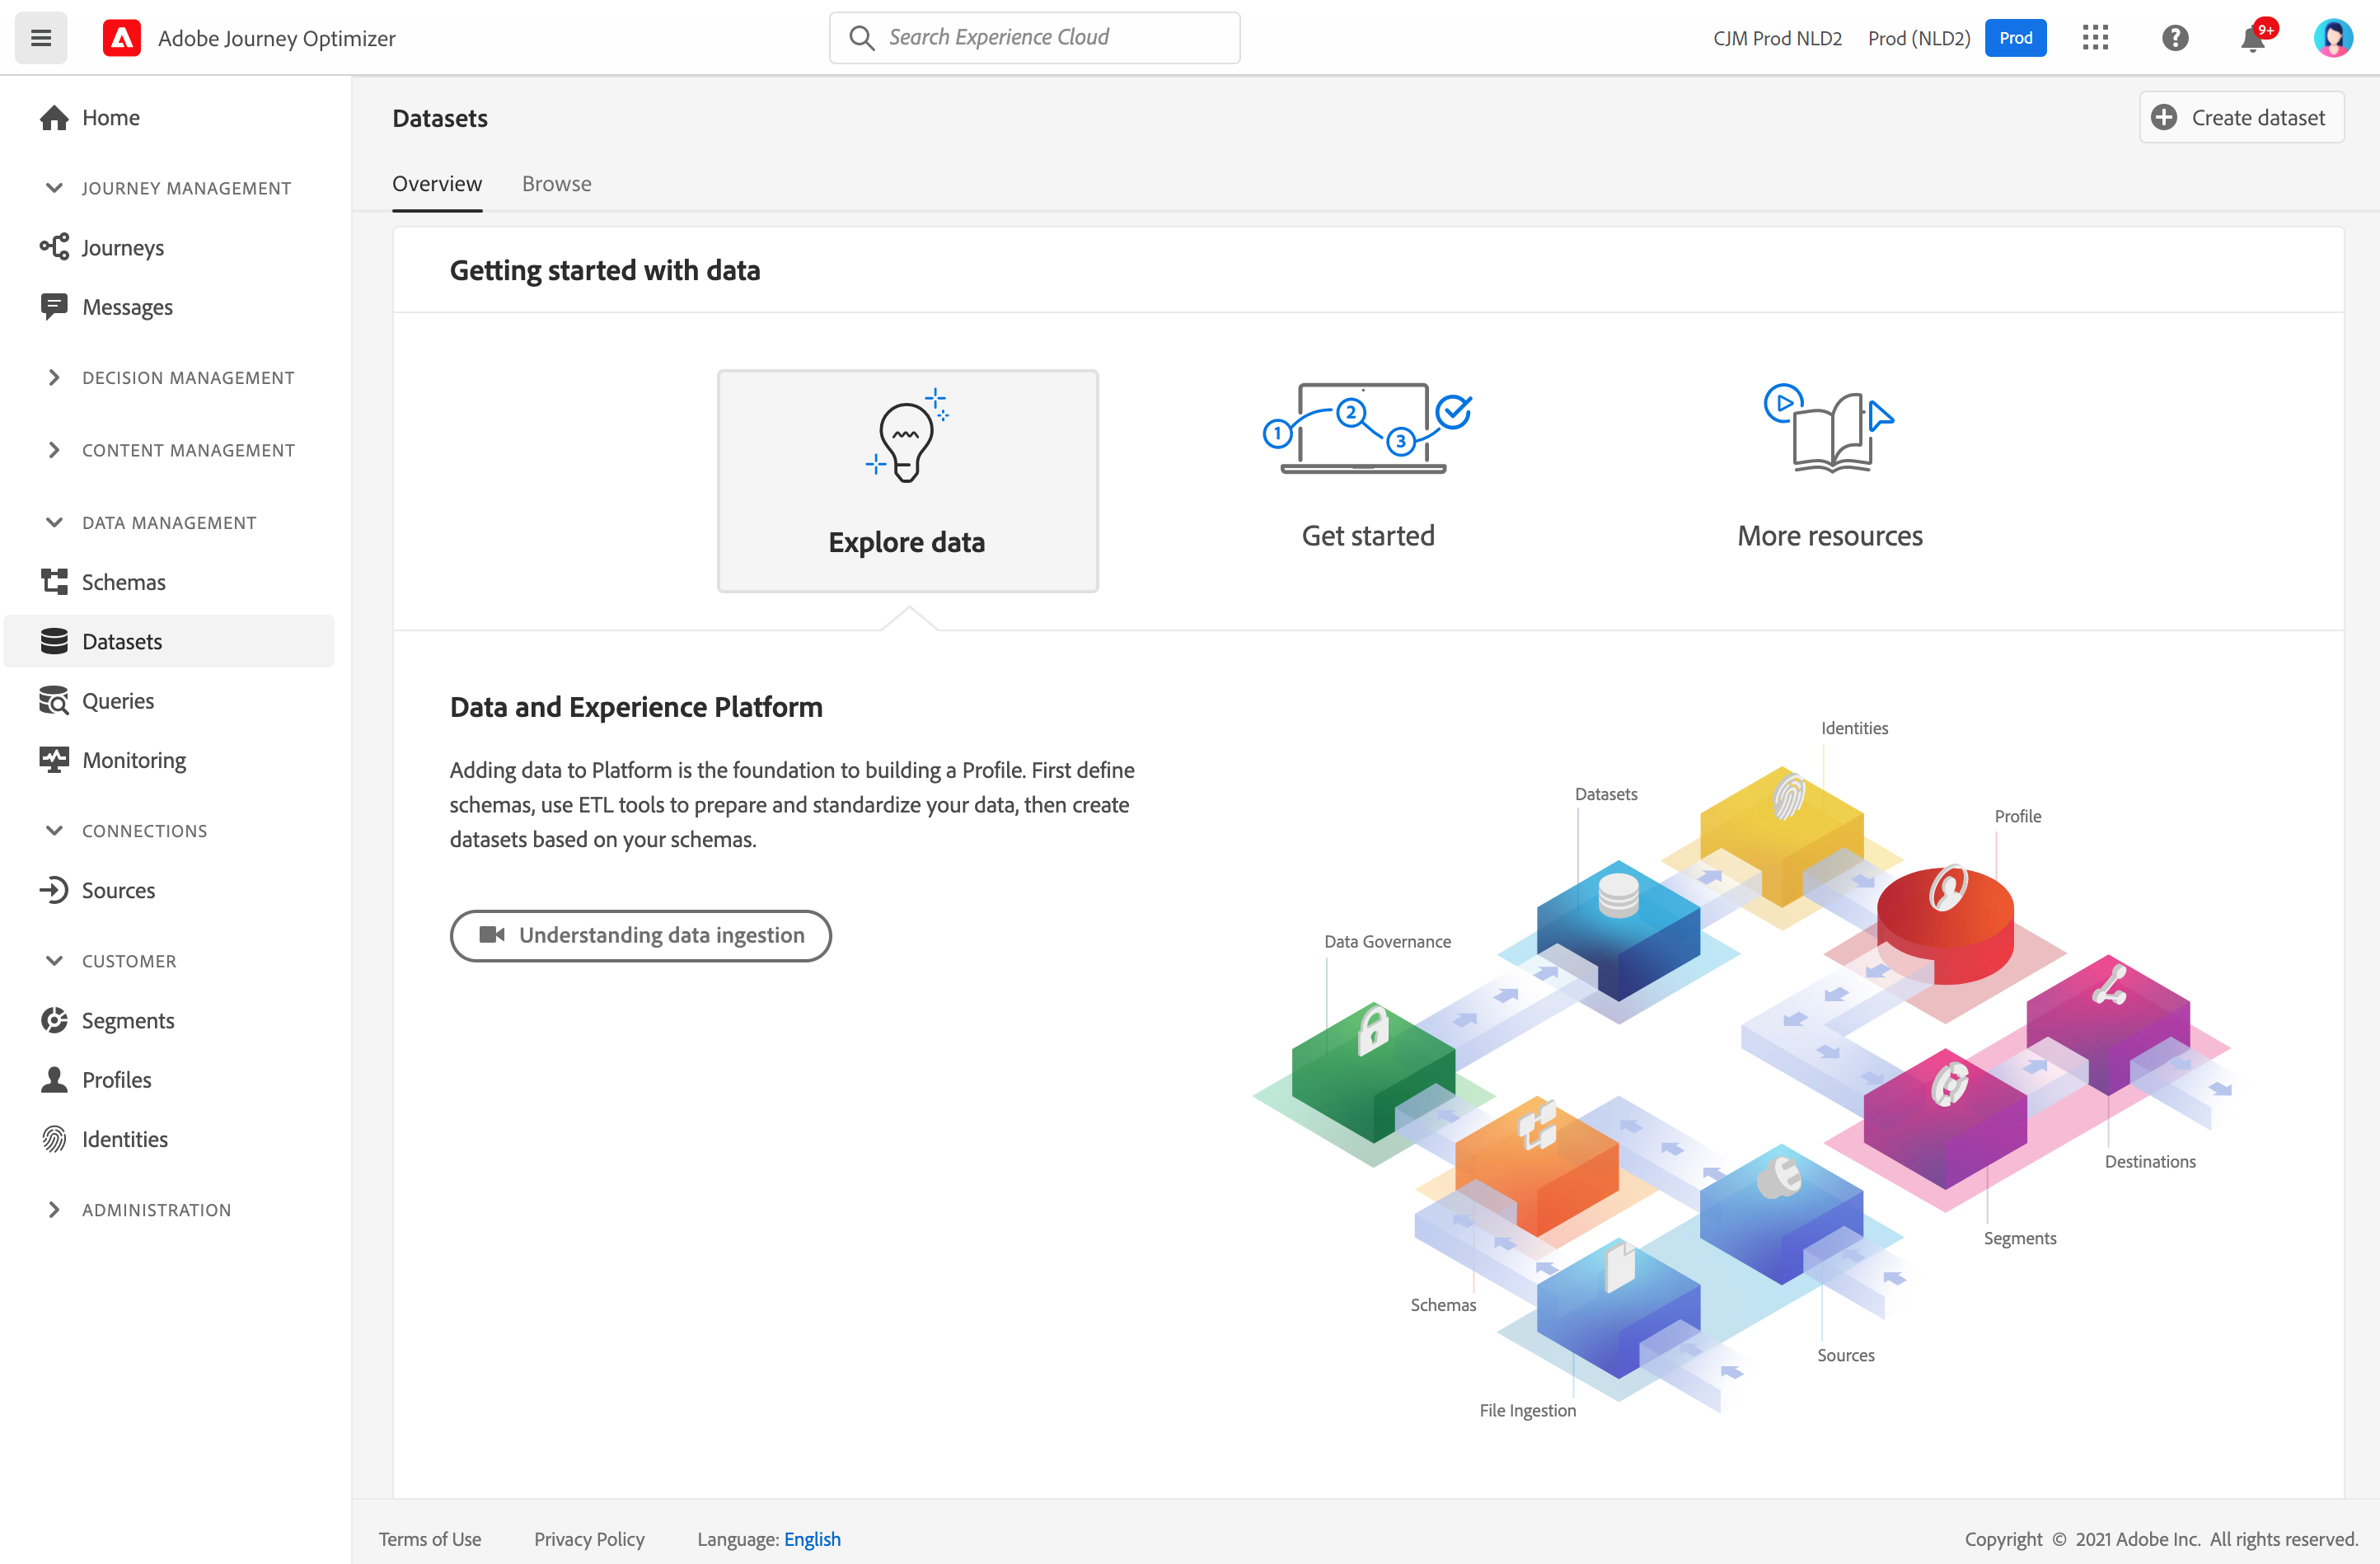 Adobe Journey Optimizer
Search Experience Cloud
CJM Prod NLD2
Prod (NLD2)
Prod
9+
Home
JOURNEY MANAGEMENT
Journeys
Messages
DECISION MANAGEMENT
CONTENT MANAGEMENT
DATA MANAGEMENT
Schemas
Datasets
Queries
Monitoring
CONNECTIONS
Sources
CUSTOMER
Segments
Profiles
Identities
ADMINISTRATION
Datasets
Create dataset
Overview
Browse
Getting started with data
Explore data
1
2
3
Get started
More resources
Data and Experience Platform
Adding data to Platform is the foundation to building a Profile. First define
schemas, use ETL tools to prepare and standardize your data, then create
datasets based on your schemas.
Understanding data ingestion
Identities
Datasets
Profile
Data Governance
Destinations
Segments
Schemas
Sources
File Ingestion
Terms of Use
Privacy Policy
Language: English
Copyright © 2021 Adobe Inc. All rights reserved.